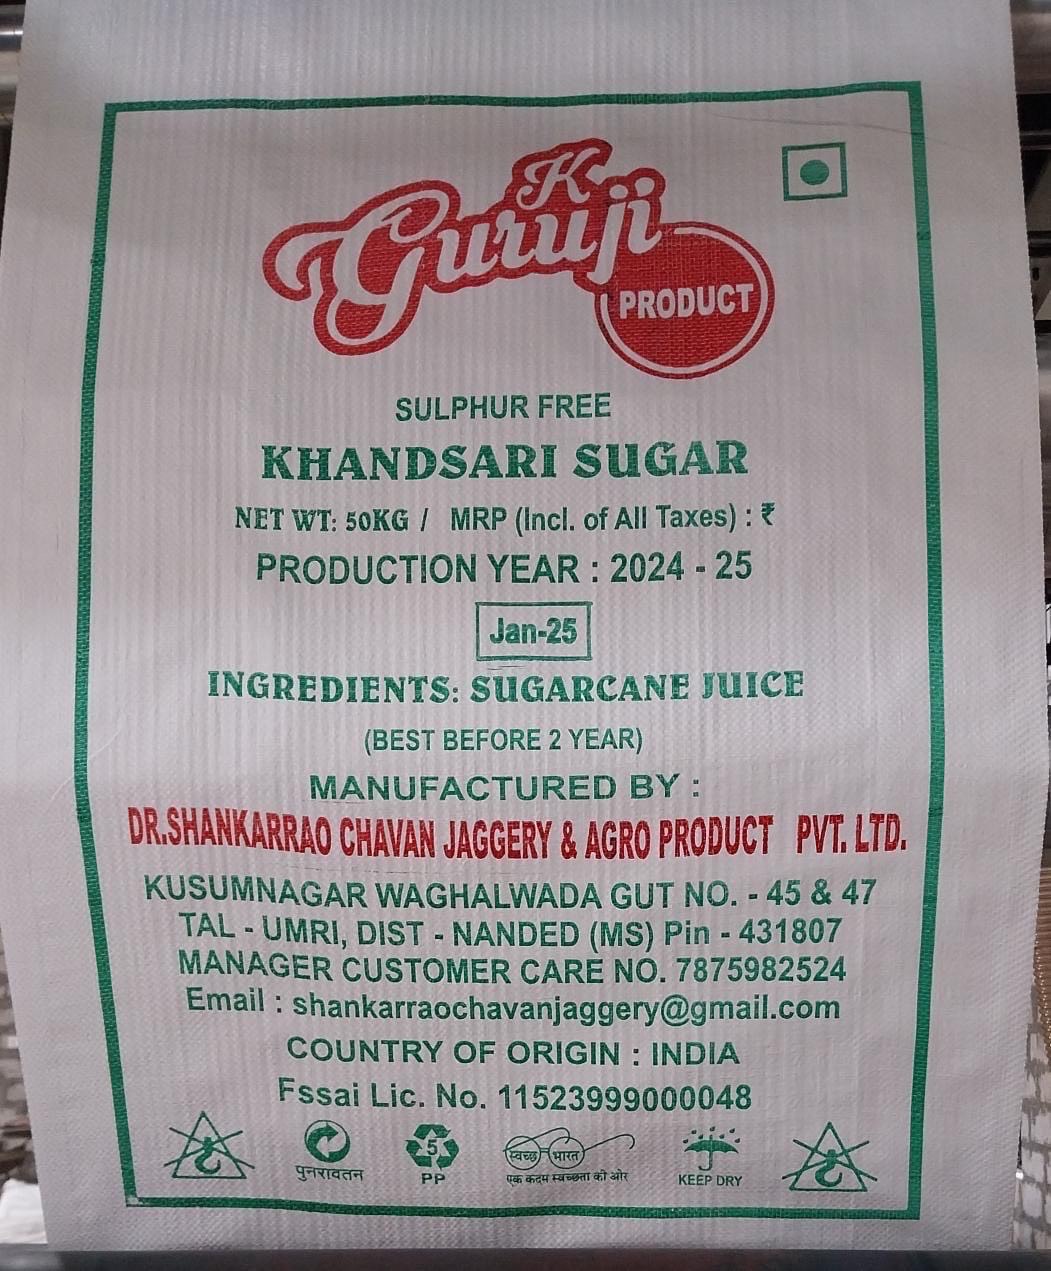 K
Guruji
PRODUCT
SULPHUR FREE
KHANDSARI SUGAR
NET WT: 50KG / MRP (Incl. of All Taxes) : ₹
PRODUCTION YEAR : 2024 - 25
Jan-25
INGREDIENTS: SUGARCANE JUICE
(BEST BEFORE 2 YEAR)
MANUFACTURED BY :
DR.SHANKARRAO CHAVAN JAGGERY & AGRO PRODUCT PVT. LTD.
KUSUMNAGAR WAGHALWADA GUT NO. - 45 & 47
TAL - UMRI, DIST - NANDED (MS) Pin - 431807
MANAGER CUSTOMER CARE NO. 7875982524
Email : shankarraochavanjaggery@gmail.com
COUNTRY OF ORIGIN : INDIA
Fssai Lic. No. 11523999000048
पुनरावतन
5
PP
स्वच्छ भारत
एक कदम स्वच्छता की ओर
KEEP DRY